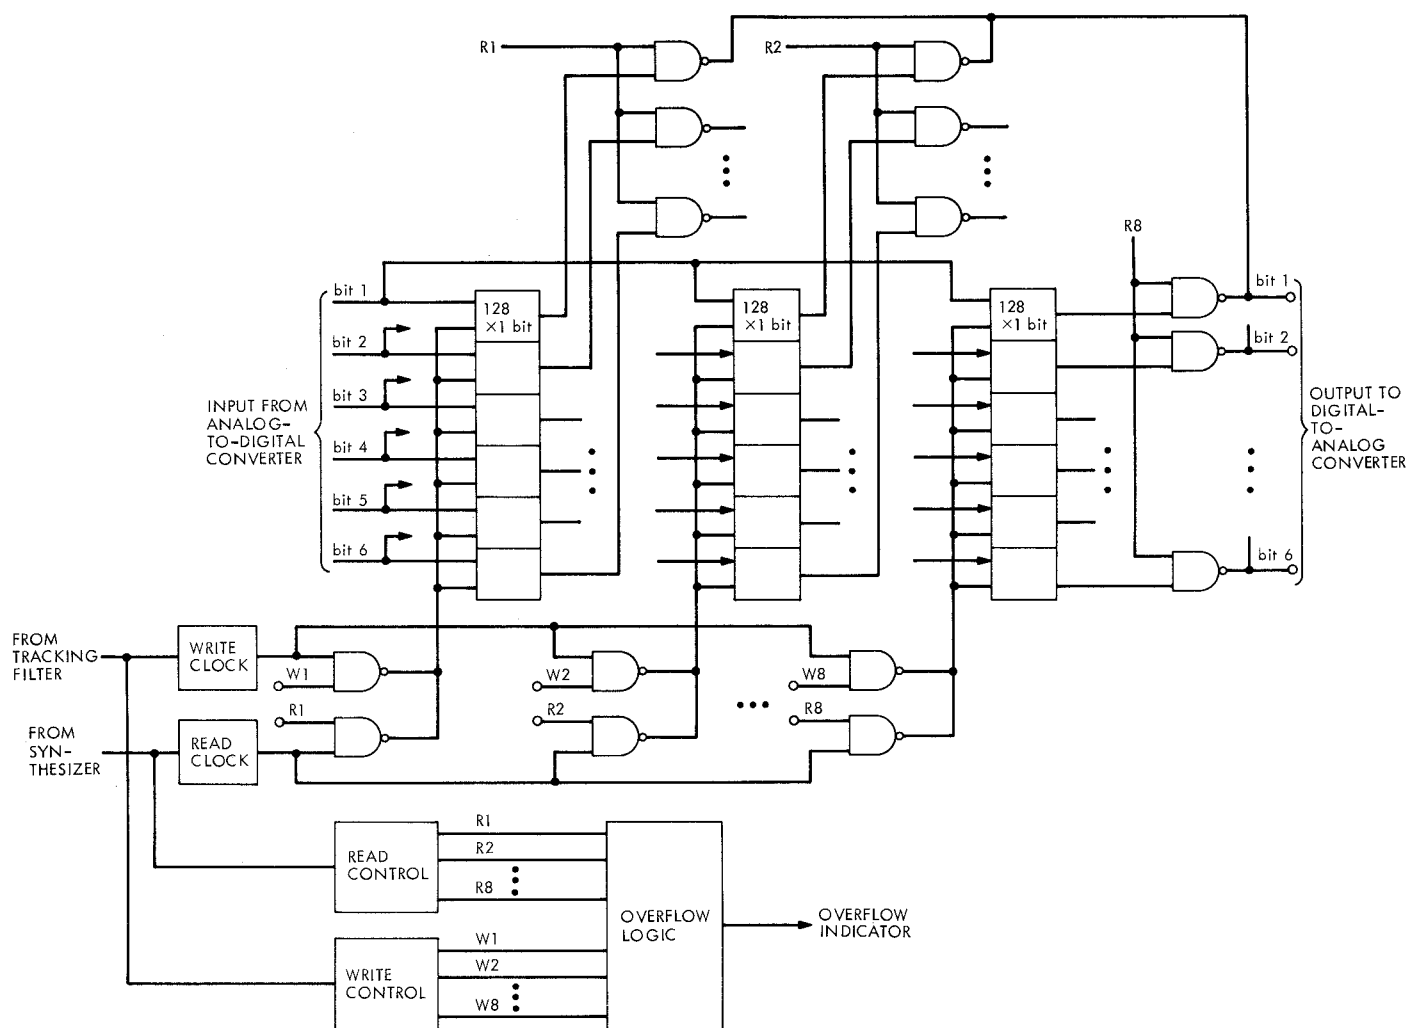 R1
R2
R8
bit 1
bit 2
bit 3
bit 4
bit 5
bit 6
INPUT FROM
ANALOG-
TO-DIGITAL
CONVERTER
128
×1 bit
128
×1 bit
128
×1 bit
bit 1
bit 2
bit 6
OUTPUT TO
DIGITAL-
TO-
ANALOG
CONVERTER
FROM
TRACKING
FILTER
WRITE
CLOCK
W1
W2
W8
R1
R2
R8
FROM
SYN-
THESIZER
READ
CLOCK
READ
CONTROL
R1
R2
R8
WRITE
CONTROL
W1
W2
W8
OVERFLOW
LOGIC
OVERFLOW
INDICATOR